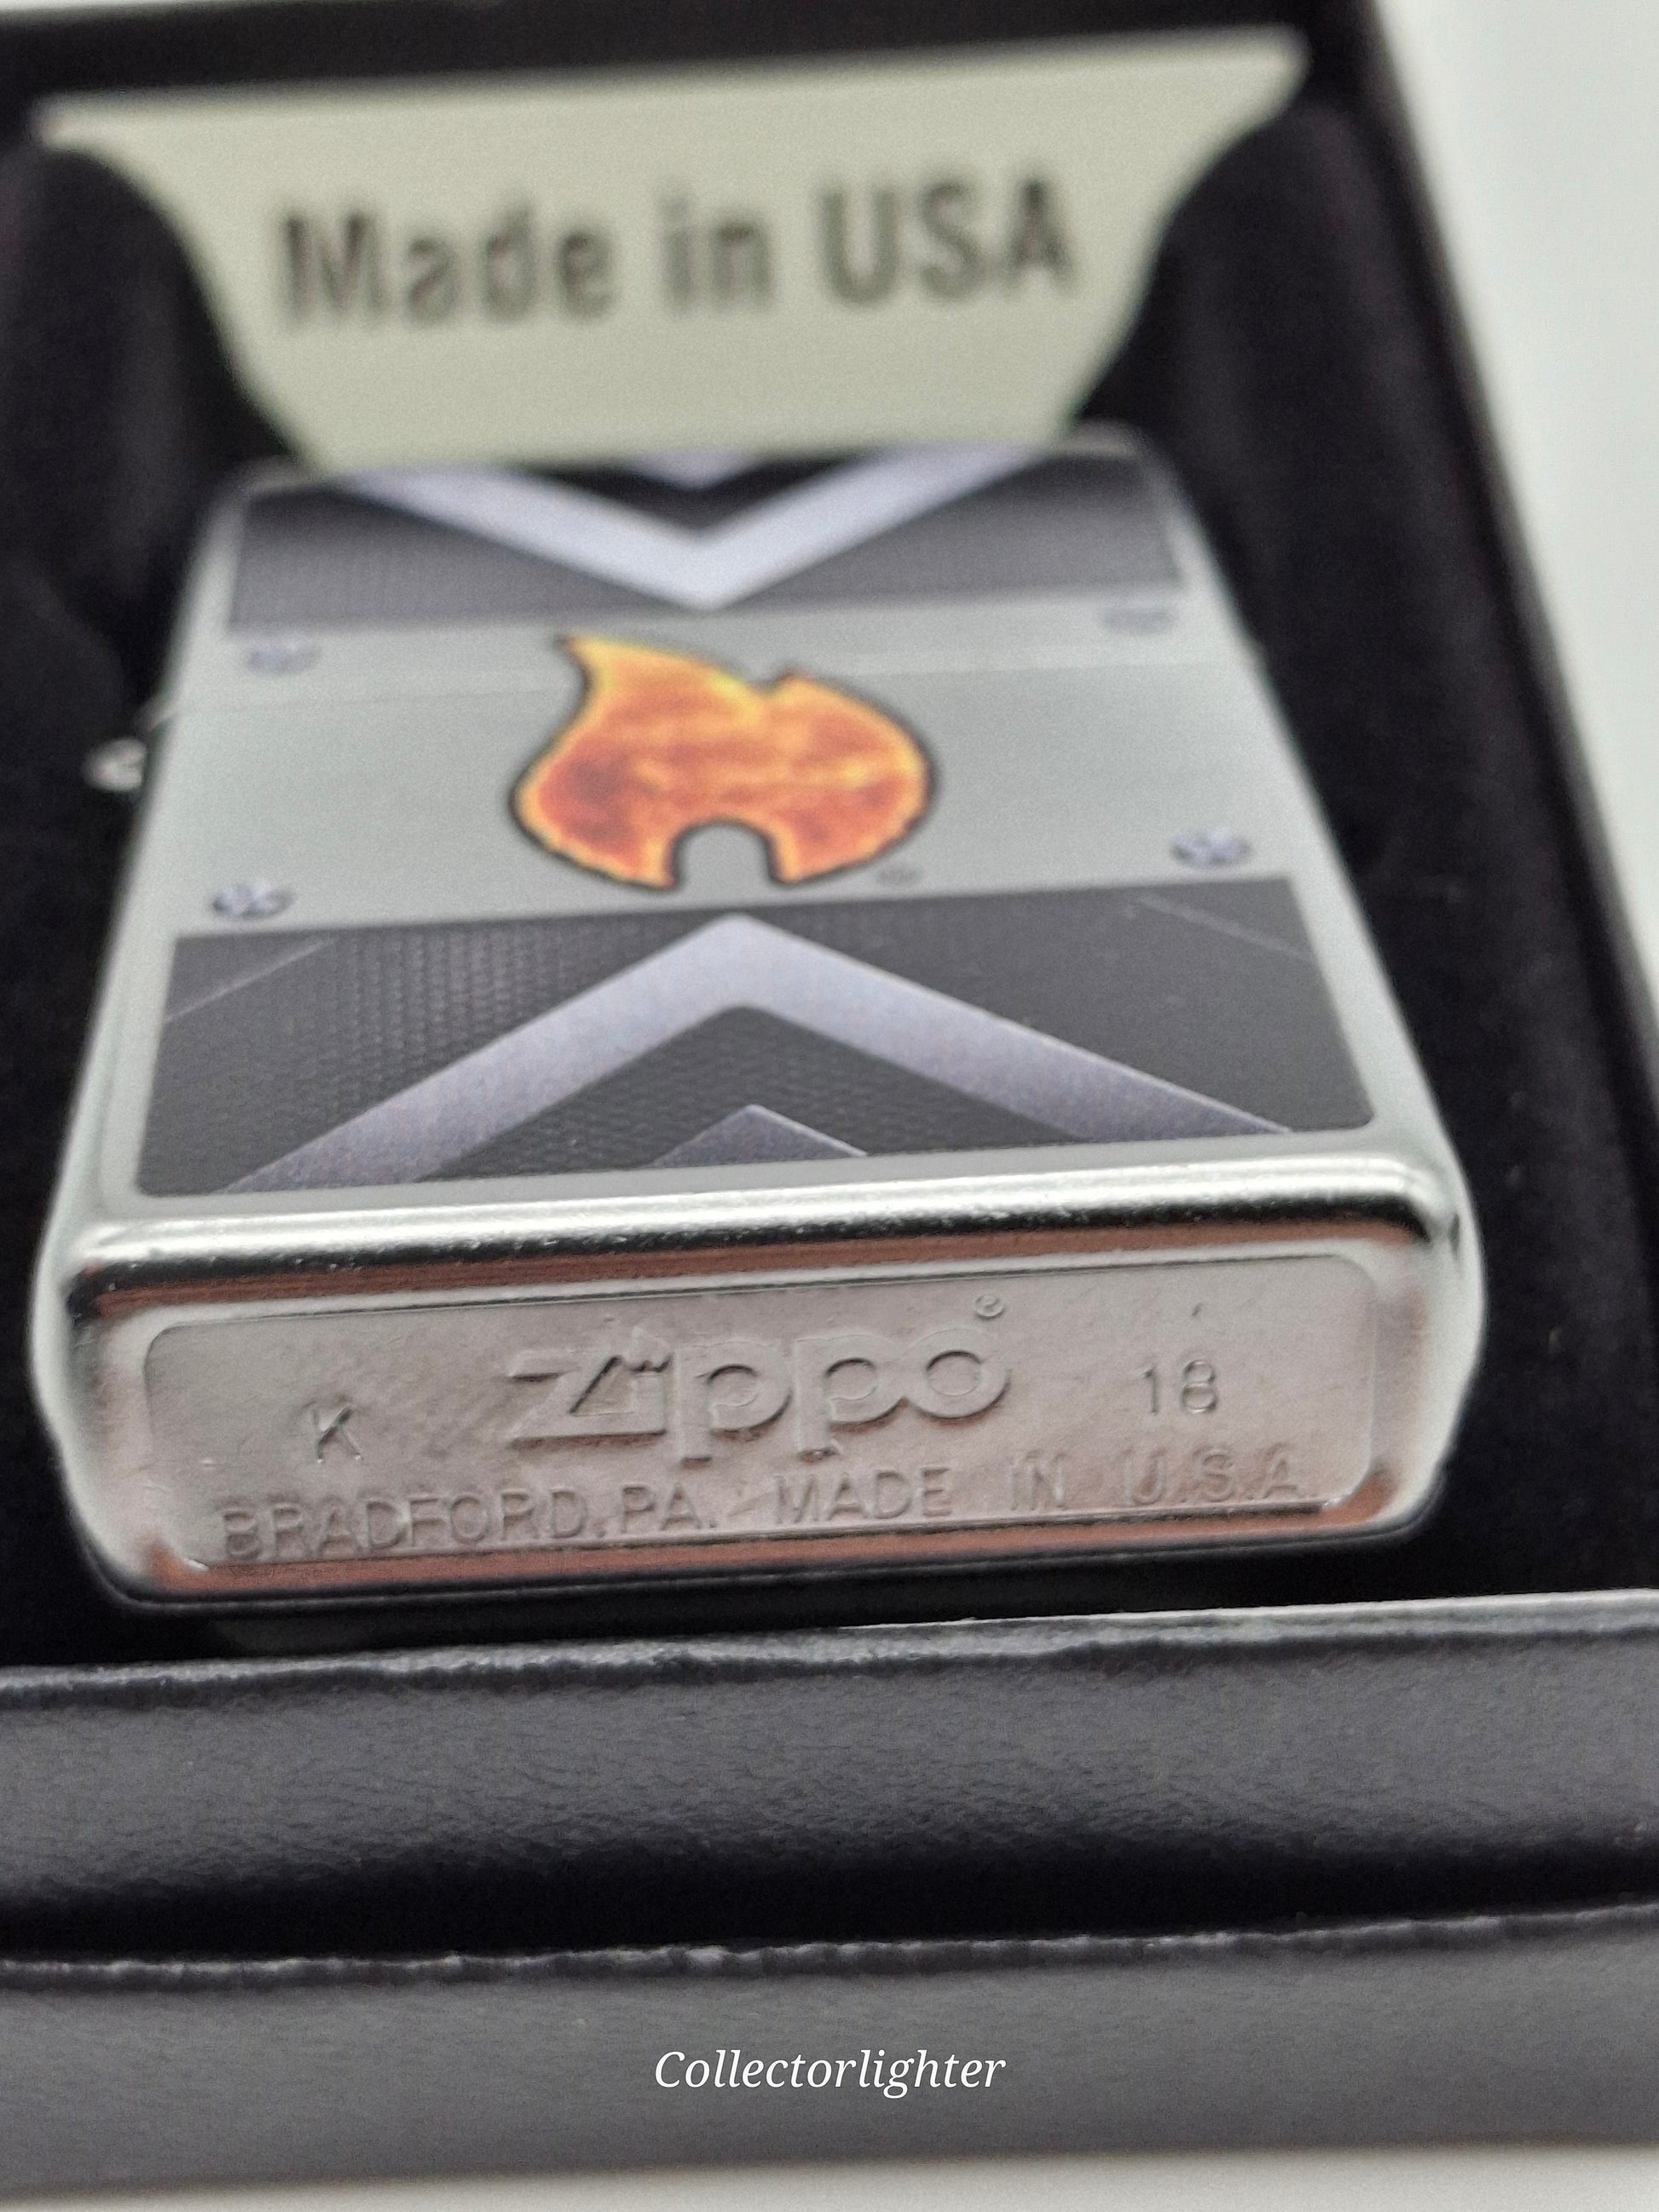 Made in USA
K zippo® 18
BRADFORD, PA. MADE IN U.S.A.
Collectorlighter